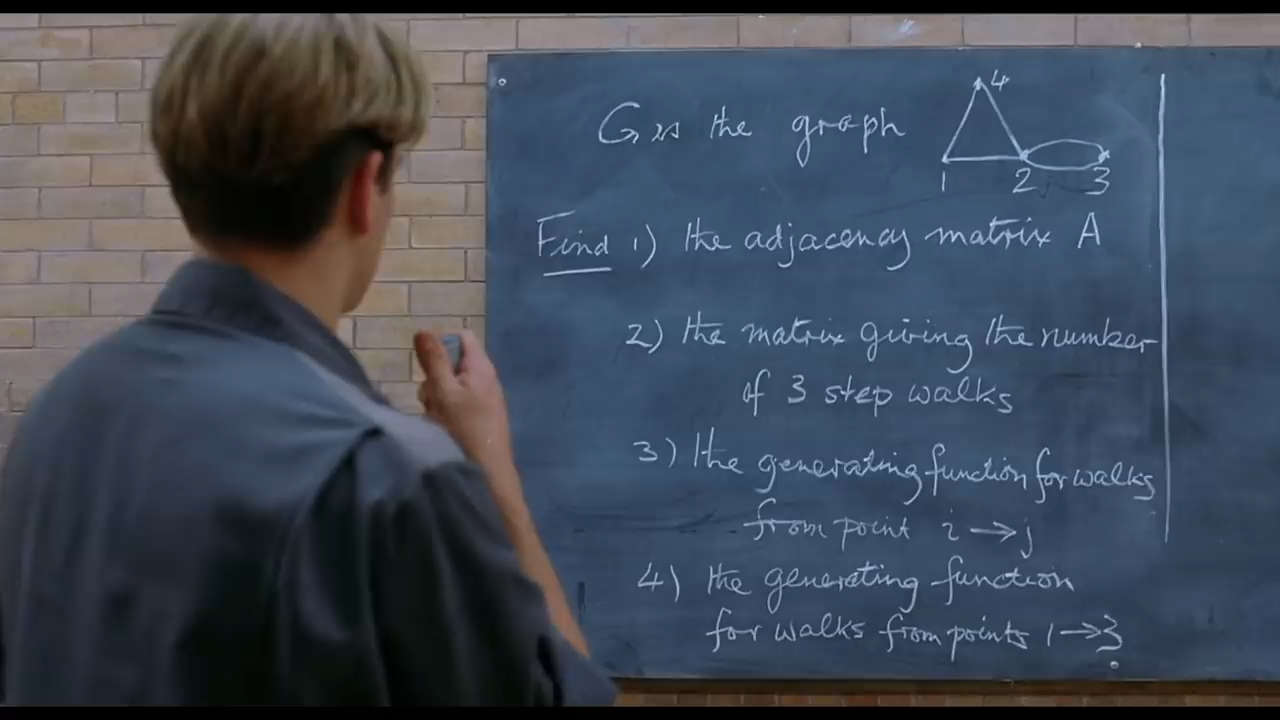 G is the graph
4
1 2 3
Find 1) the adjacency matrix A
2) the matrix giving the number
of 3 step walks
3) the generating function for walks
from point i → j
4) the generating function
for walks from points 1 → 3